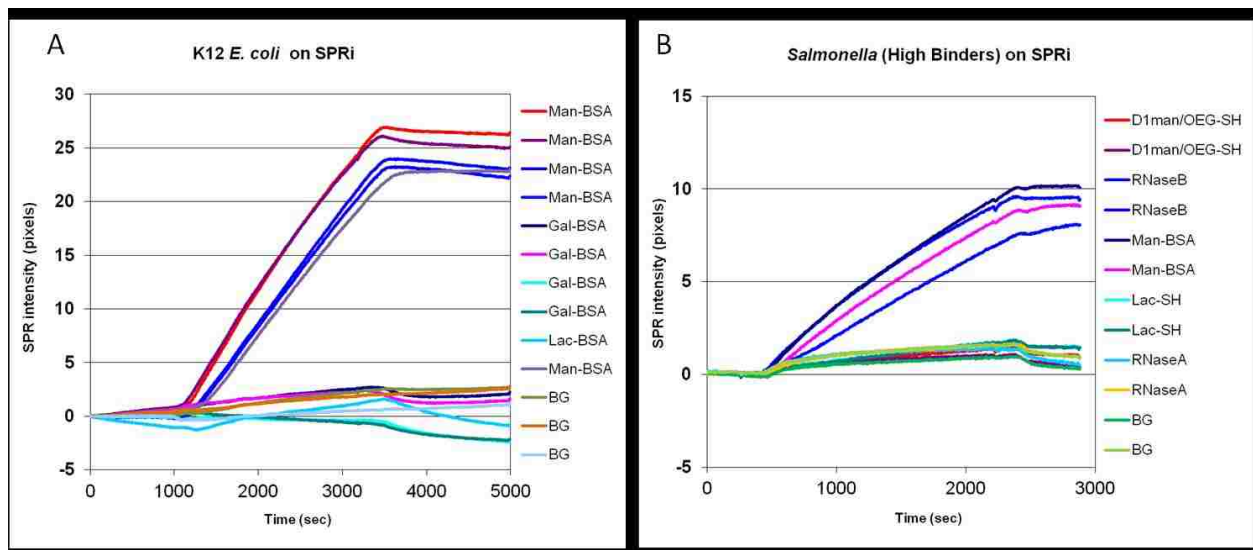 A
K12 E. coli on SPRi
SPR intensity (pixels)
30
25
20
15
10
5
0
-5
0 1000 2000 3000 4000 5000
Time (sec)
Man-BSA
Man-BSA
Man-BSA
Man-BSA
Gal-BSA
Gal-BSA
Gal-BSA
Gal-BSA
Lac-BSA
Man-BSA
BG
BG
BG
B
Salmonella (High Binders) on SPRi
SPR intensity (pixels)
15
10
5
0
-5
0 1000 2000 3000
Time (sec)
D1man/OEG-SH
D1man/OEG-SH
RNaseB
RNaseB
Man-BSA
Man-BSA
Lac-SH
Lac-SH
RNaseA
RNaseA
BG
BG